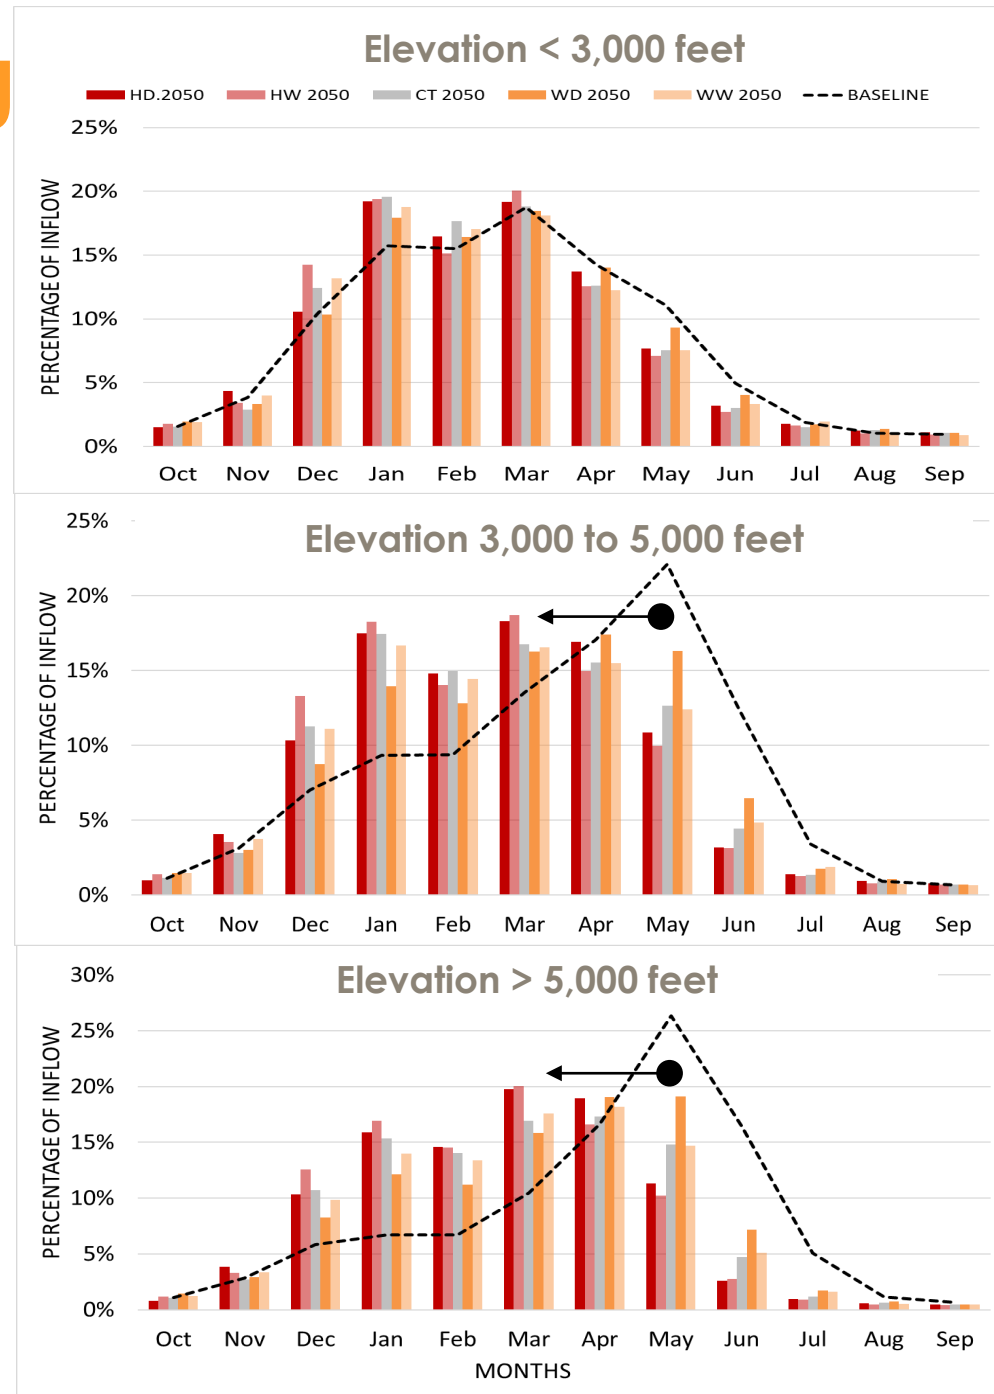 Elevation < 3,000 feet
HD.2050 HW 2050 CT 2050 WD 2050 WW 2050 BASELINE
25%
20%
15%
10%
5%
0%
PERCENTAGE OF INFLOW
Oct Nov Dec Jan Feb Mar Apr May Jun Jul Aug Sep
Elevation 3,000 to 5,000 feet
25%
20%
15%
10%
5%
0%
PERCENTAGE OF INFLOW
Oct Nov Dec Jan Feb Mar Apr May Jun Jul Aug Sep
Elevation > 5,000 feet
30%
25%
20%
15%
10%
5%
0%
PERCENTAGE OF INFLOW
Oct Nov Dec Jan Feb Mar Apr May Jun Jul Aug Sep
MONTHS